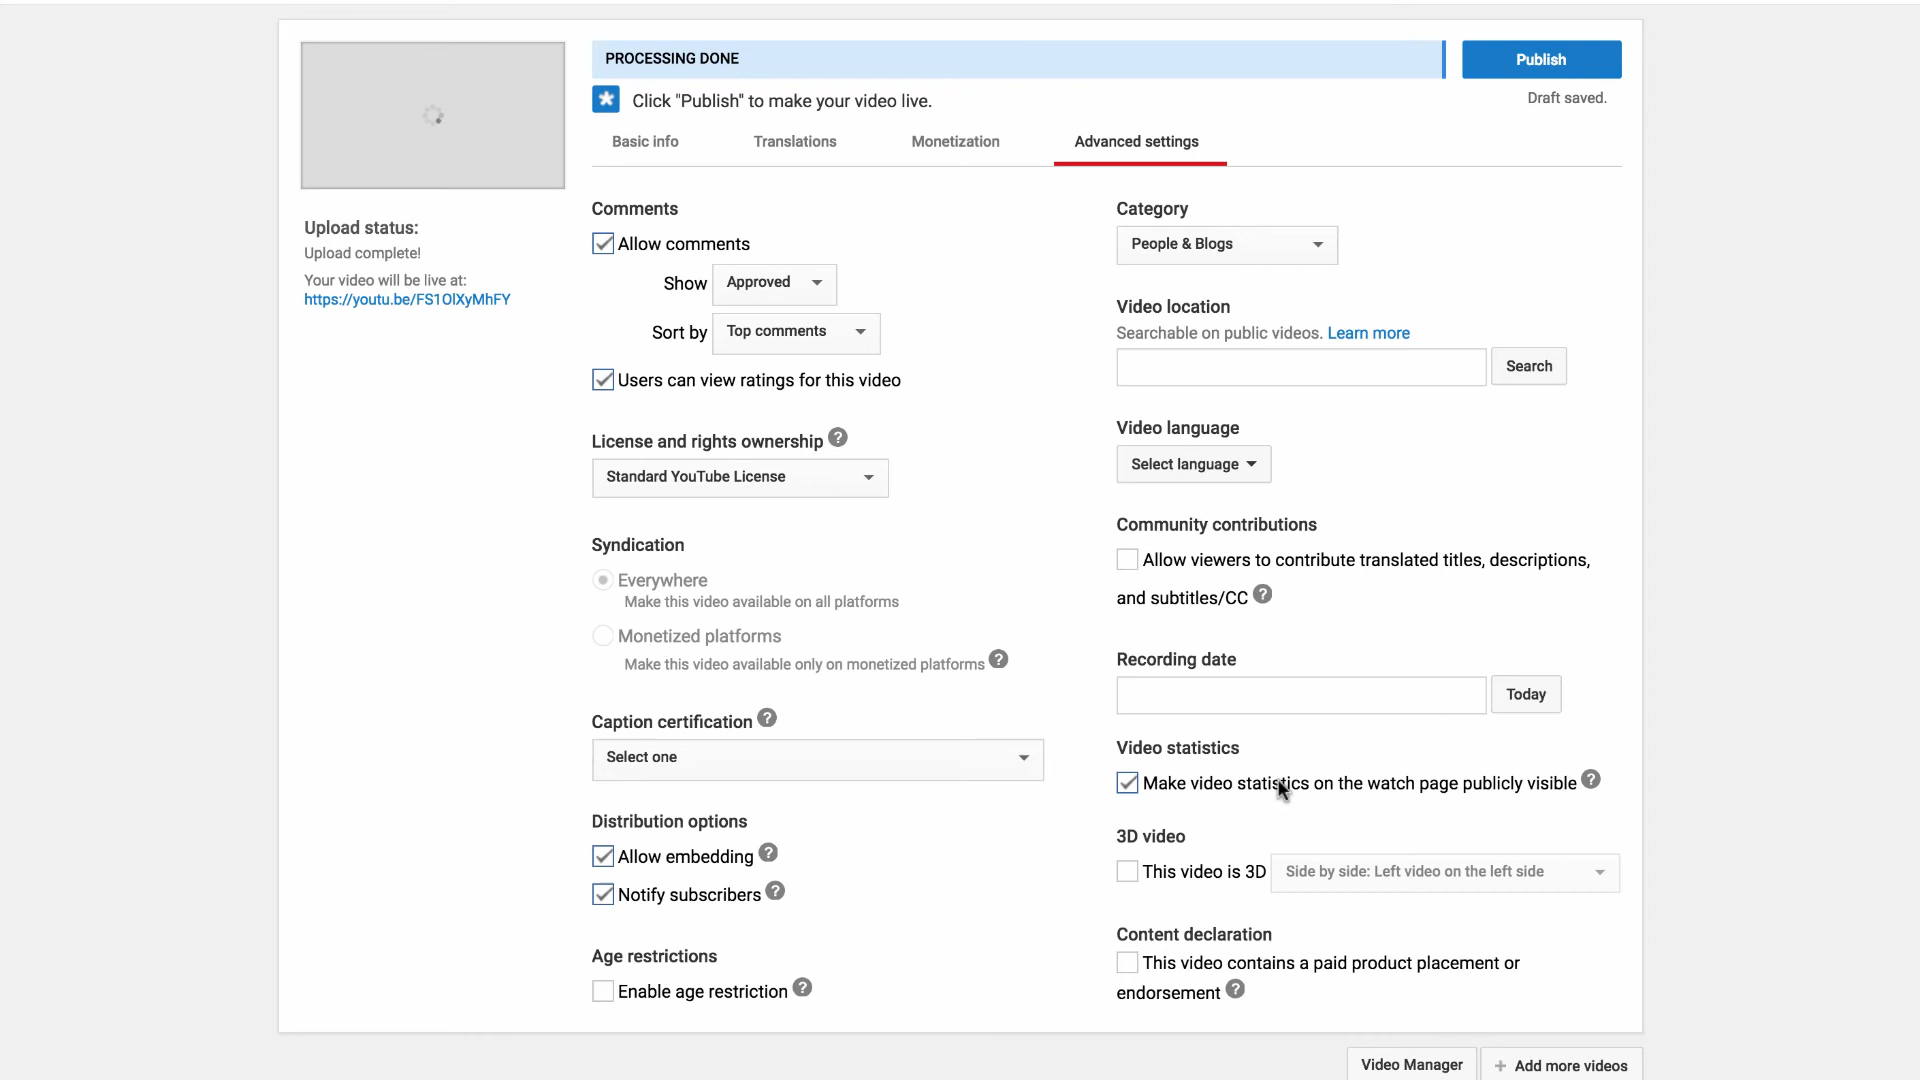 PROCESSING DONE
Publish
Click "Publish" to make your video live.
Draft saved.
Basic info
Translations
Monetization
Advanced settings
Upload status:
Upload complete!
Your video will be live at:
https://youtu.be/FS1OlXyMhFY
Comments
Allow comments
Show
Approved
Sort by
Top comments
Users can view ratings for this video
License and rights ownership ?
Standard YouTube License
Syndication
Everywhere
Make this video available on all platforms
Monetized platforms
Make this video available only on monetized platforms ?
Caption certification ?
Select one
Distribution options
Allow embedding ?
Notify subscribers ?
Age restrictions
Enable age restriction ?
Category
People & Blogs
Video location
Searchable on public videos. Learn more
Search
Video language
Select language
Community contributions
Allow viewers to contribute translated titles, descriptions,
and subtitles/CC ?
Recording date
Today
Video statistics
Make video statistics on the watch page publicly visible ?
3D video
This video is 3D
Side by side: Left video on the left side
Content declaration
This video contains a paid product placement or
endorsement ?
Video Manager
+ Add more videos